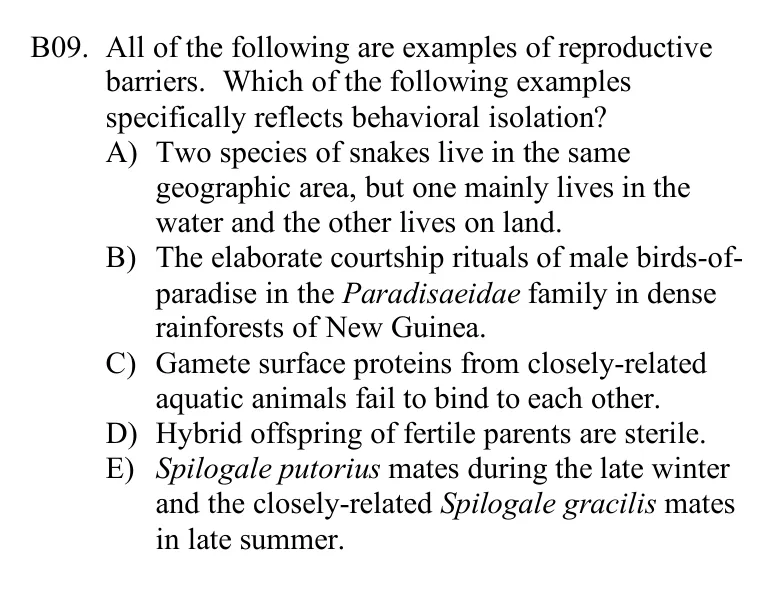 B09. All of the following are examples of reproductive
barriers. Which of the following examples
specifically reflects behavioral isolation?
A) Two species of snakes live in the same
geographic area, but one mainly lives in the
water and the other lives on land.
B) The elaborate courtship rituals of male birds-of-
paradise in the Paradisaeidae family in dense
rainforests of New Guinea.
C) Gamete surface proteins from closely-related
aquatic animals fail to bind to each other.
D) Hybrid offspring of fertile parents are sterile.
E) Spilogale putorius mates during the late winter
and the closely-related Spilogale gracilis mates
in late summer.